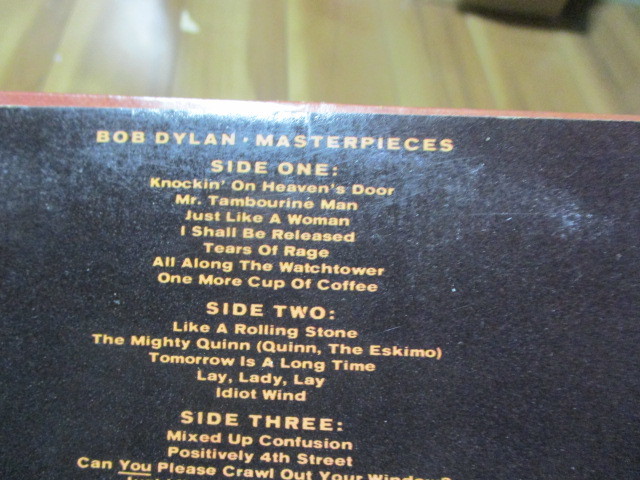 BOB DYLAN · MASTERPIECES
SIDE ONE:
Knockin' On Heaven's Door
Mr. Tambourine Man
Just Like A Woman
I Shall Be Released
Tears Of Rage
All Along The Watchtower
One More Cup Of Coffee
SIDE TWO:
Like A Rolling Stone
The Mighty Quinn (Quinn, The Eskimo)
Tomorrow Is A Long Time
Lay, Lady, Lay
Idiot Wind
SIDE THREE:
Mixed Up Confusion
Positively 4th Street
Can You Please Crawl Out Your Window?